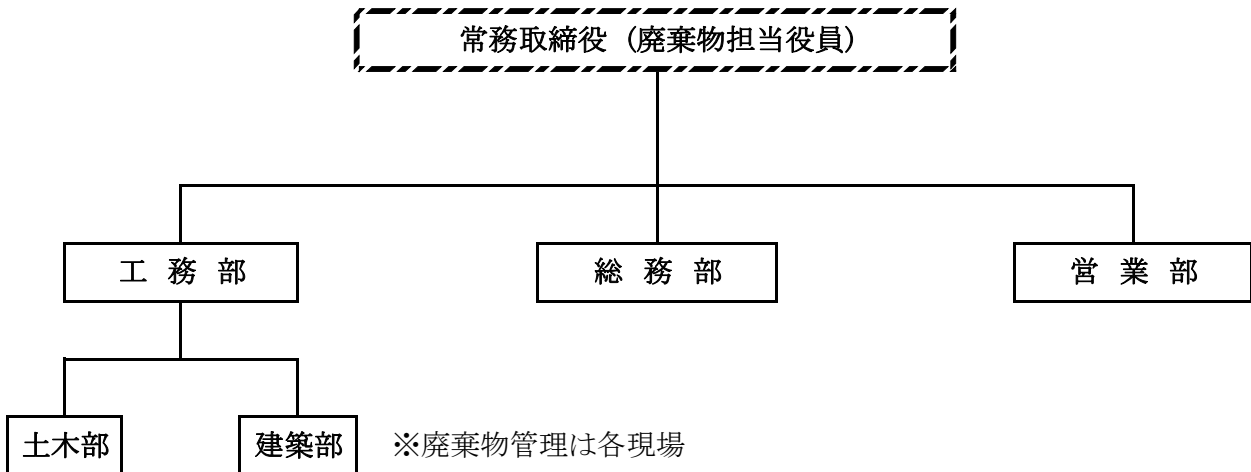 常務取締役（廃棄物担当役員）
工 務 部
総 務 部
営 業 部
土木部
建築部
※廃棄物管理は各現場